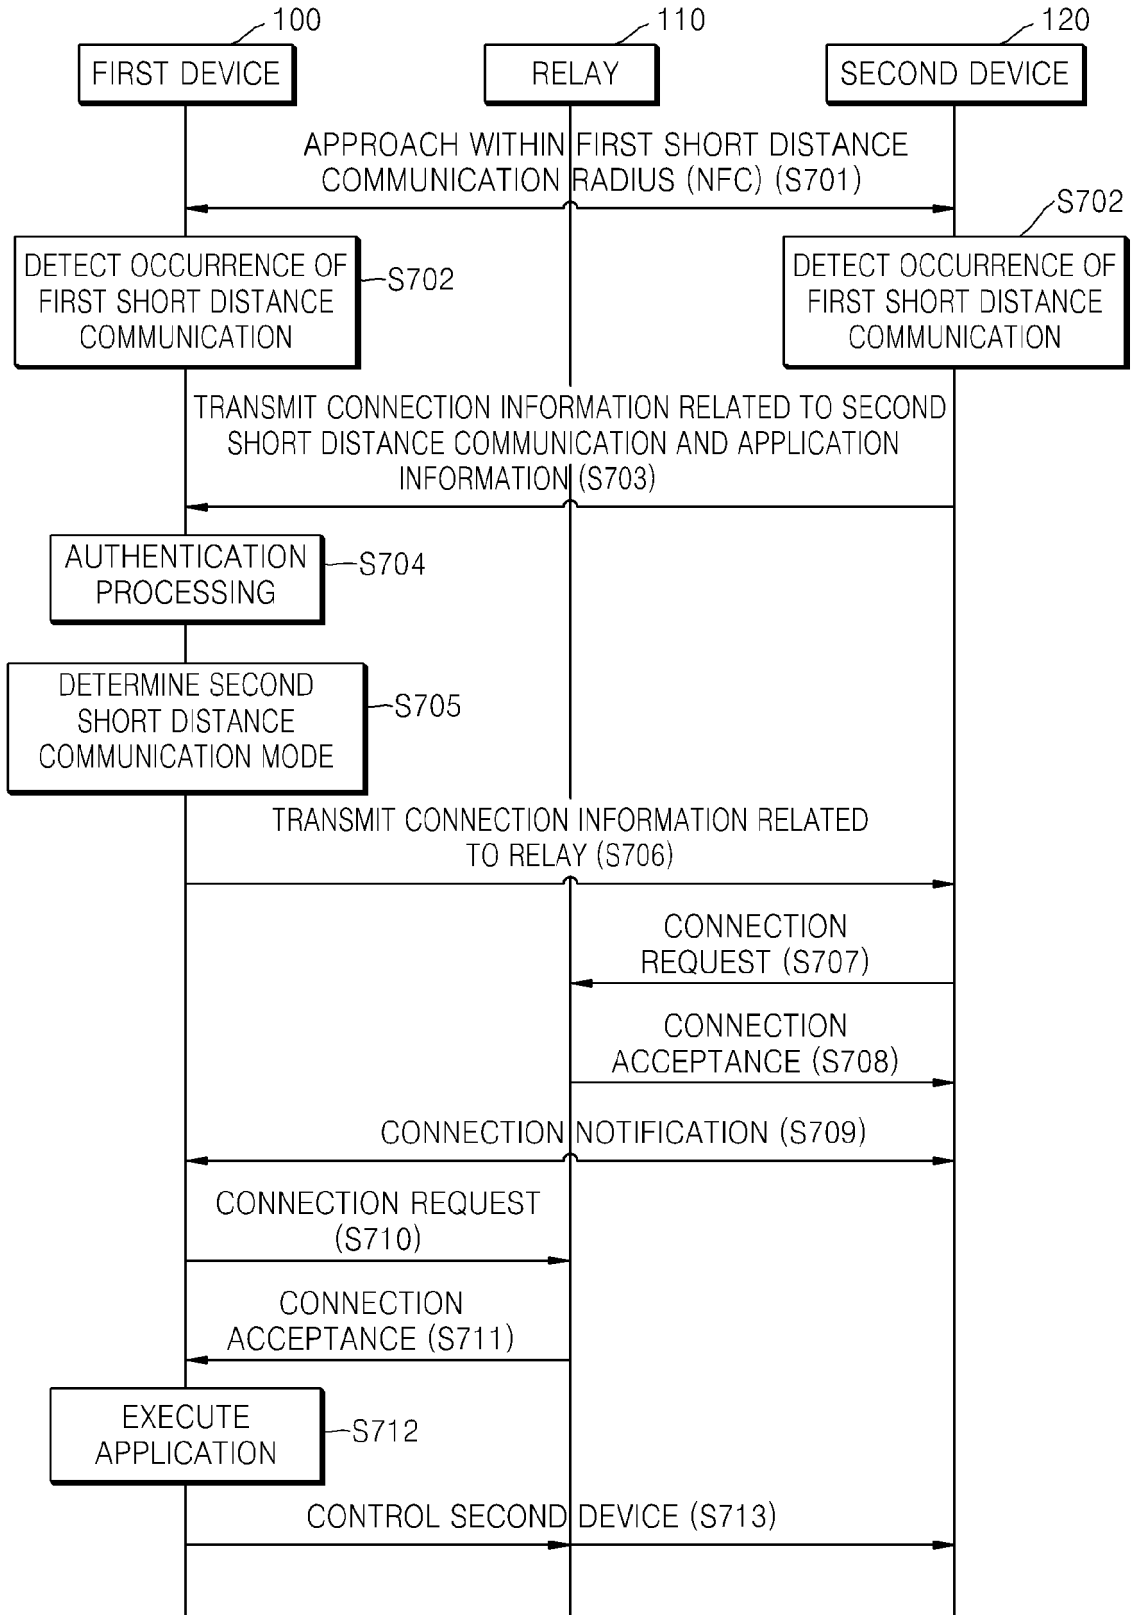 100
110
120
FIRST DEVICE
RELAY
SECOND DEVICE
APPROACH WITHIN FIRST SHORT DISTANCE
COMMUNICATION RADIUS (NFC) (S701)
S702
DETECT OCCURRENCE OF
FIRST SHORT DISTANCE
COMMUNICATION
S702
DETECT OCCURRENCE OF
FIRST SHORT DISTANCE
COMMUNICATION
TRANSMIT CONNECTION INFORMATION RELATED TO SECOND
SHORT DISTANCE COMMUNICATION AND APPLICATION
INFORMATION (S703)
AUTHENTICATION
PROCESSING
S704
DETERMINE SECOND
SHORT DISTANCE
COMMUNICATION MODE
S705
TRANSMIT CONNECTION INFORMATION RELATED
TO RELAY (S706)
CONNECTION
REQUEST (S707)
CONNECTION
ACCEPTANCE (S708)
CONNECTION NOTIFICATION (S709)
CONNECTION REQUEST
(S710)
CONNECTION
ACCEPTANCE (S711)
EXECUTE
APPLICATION
S712
CONTROL SECOND DEVICE (S713)